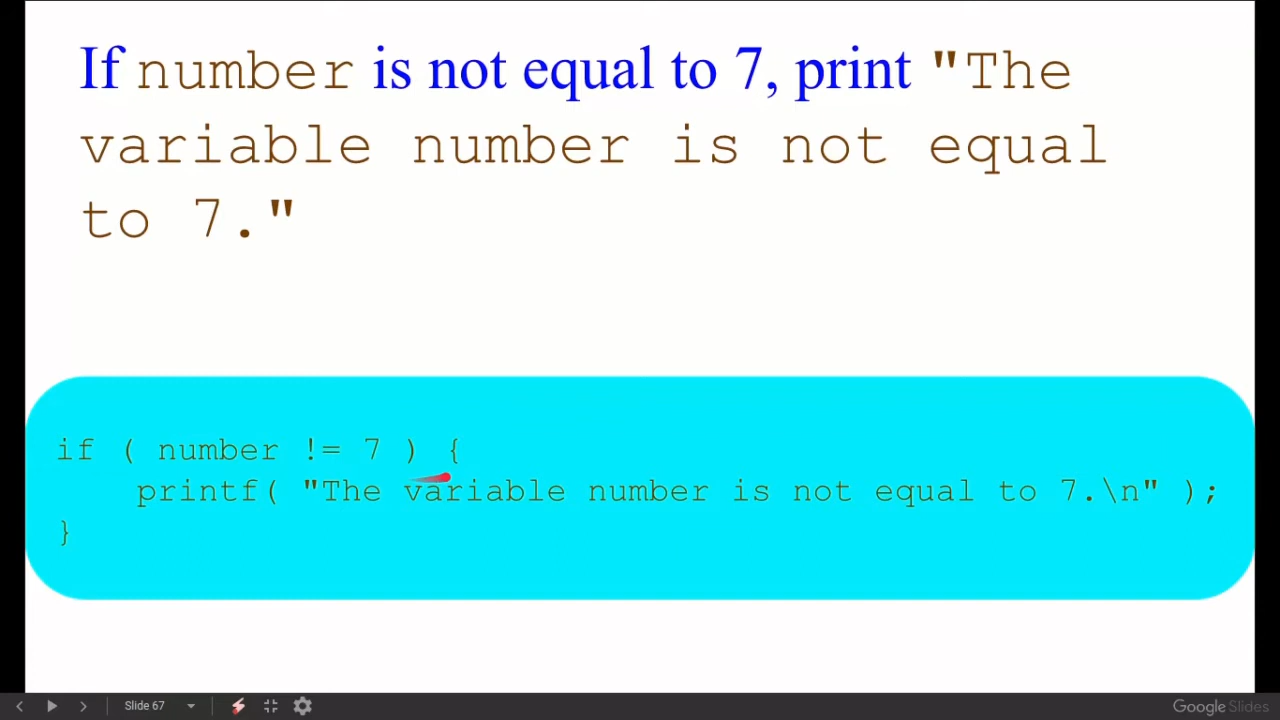 If number is not equal to 7, print "The
variable number is not equal
to 7."
if ( number != 7 ) {
    printf( "The variable number is not equal to 7.\n" );
}
Slide 67
Google Slides